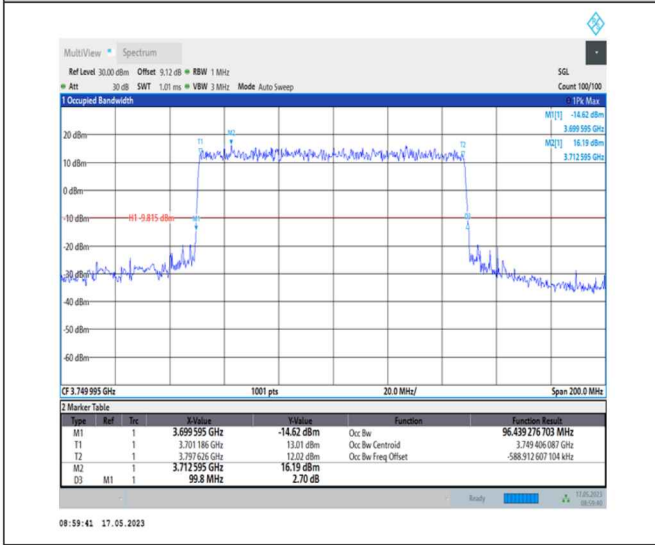 MultiView Spectrum
Ref Level 30.00 dBm Offset 9.12 dB RBW 1 MHz SGL
Att 30 dB SWT 1.01 ms VBW 3 MHz Mode Auto Sweep Count 100/100
1 Occupied Bandwidth 1Pk Max
M1[1] -14.62 dBm
3.699 595 GHz
M2[1] 16.19 dBm
3.712 595 GHz
20 dBm
T1 M2 T2
10 dBm
0 dBm
-10 dBm H1 -9.815 dBm M1
-20 dBm
-30 dBm
-40 dBm
-50 dBm
-60 dBm
CF 3.749 995 GHz 1001 pts 20.0 MHz/ Span 200.0 MHz
2 Marker Table
Type Ref Trc X-Value Y-Value Function Function Result
M1 1 3.699 595 GHz -14.62 dBm Occ Bw 96.439 276 703 MHz
T1 1 3.701 186 GHz 13.01 dBm Occ Bw Centroid 3.749 406 087 GHz
T2 1 3.797 626 GHz 12.02 dBm Occ Bw Freq Offset -588.912 607 104 kHz
M2 1 3.712 595 GHz 16.19 dBm
D3 M1 1 99.8 MHz 2.70 dB
Ready 17.05.2023
08:59:40
08:59:41 17.05.2023